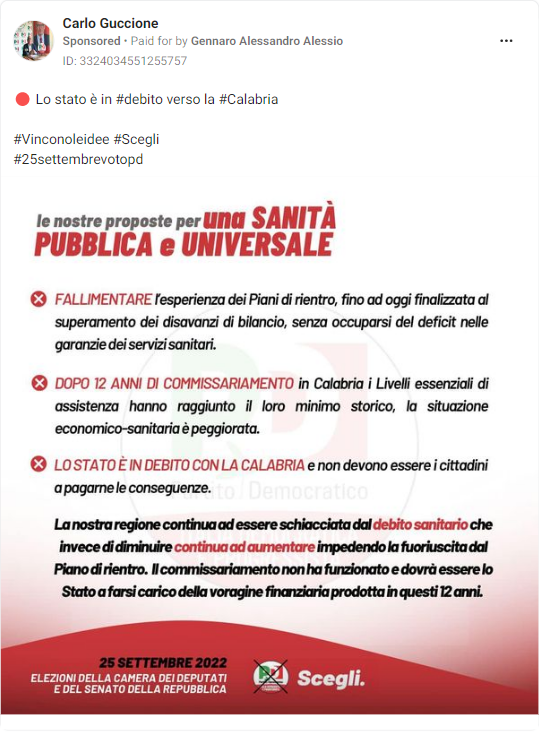 Carlo Guccione
Sponsored • Paid for by Gennaro Alessandro Alessio
ID: 3324034551255757
Lo stato è in #debito verso la #Calabria
#Vinconoleidee #Scegli
#25settembrevotopd
le nostre proposte per una SANITÀ
PUBBLICA e UNIVERSALE
FALLIMENTARE l'esperienza dei Piani di rientro, fino ad oggi finalizzata al
superamento dei disavanzi di bilancio, senza occuparsi del deficit nelle
garanzie dei servizi sanitari.
DOPO 12 ANNI DI COMMISSARIAMENTO in Calabria i Livelli essenziali di
assistenza hanno raggiunto il loro minimo storico, la situazione
economico-sanitaria è peggiorata.
LO STATO È IN DEBITO CON LA CALABRIA e non devono essere i cittadini
a pagarne le conseguenze.
Partito Democratico
La nostra regione continua ad essere schiacciata dal debito sanitario che
invece di diminuire continua ad aumentare impedendo la fuoriuscita dal
Piano di rientro. Il commissariamento non ha funzionato e dovrà essere lo
Stato a farsi carico della voragine finanziaria prodotta in questi 12 anni.
25 SETTEMBRE 2022
ELEZIONI DELLA CAMERA DEI DEPUTATI
E DEL SENATO DELLA REPUBBLICA
PD
Scegli.